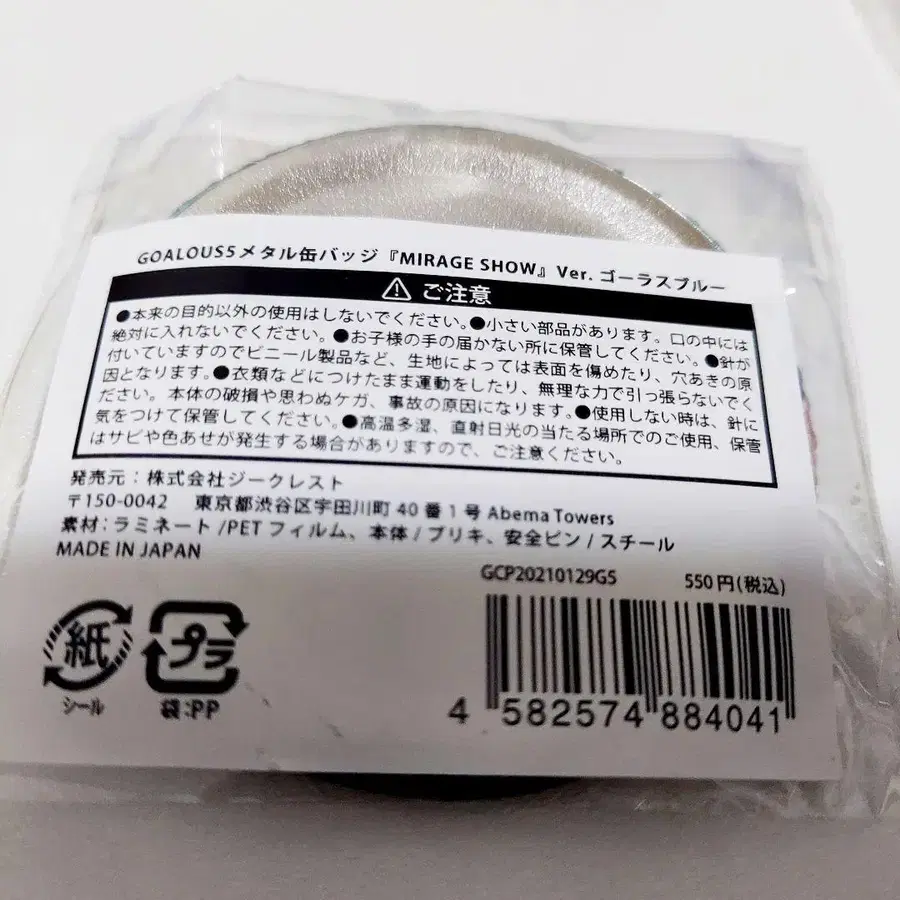 GOALOUS5メタル缶バッジ『MIRAGE SHOW』Ver. ゴーラスブルー
⚠ ご注意
●本来の目的以外の使用はしないでください。●小さい部品があります。口の中には
絶対に入れないでください。●お子様の手の届かない所に保管してください。●針が
付いていますのでビニール製品など、生地によっては表面を傷めたり、穴あきの原
因となります。●衣類などにつけたまま運動をしたり、無理な力で引っ張らないでく
ださい。本体の破損や思わぬケガ、事故の原因になります。●使用しない時は、針に
気をつけて保管してください。●高温多湿、直射日光の当たる場所でのご使用、保管
はサビや色あせが発生する場合がありますので、ご注意ください。
発売元：株式会社ジークレスト
〒150-0042 東京都渋谷区宇田川町40番1号 Abema Towers
素材：ラミネート/PETフィルム、本体/ブリキ、安全ピン/スチール
MADE IN JAPAN
GCP20210129G5 550円(税込)
紙 プラ
シール 袋:PP
4 582574 884041